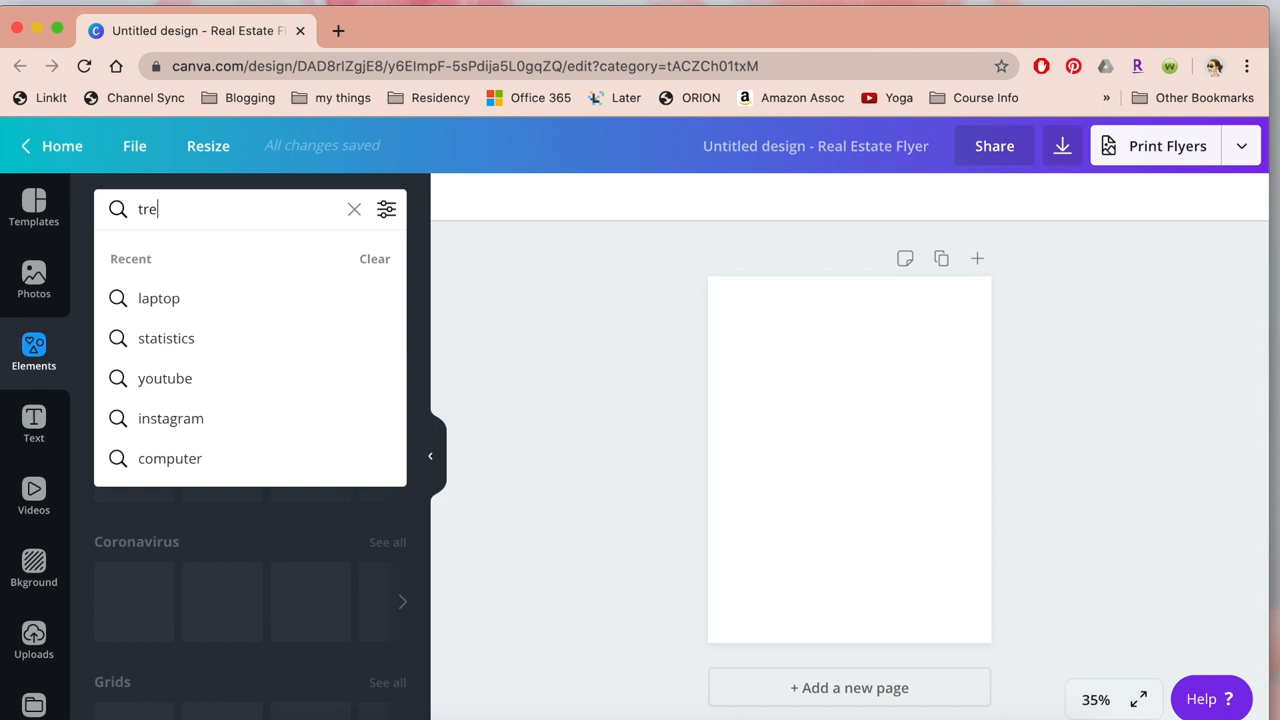 Untitled design - Real Estate Fl
canva.com/design/DAD8rIZgjE8/y6EImpF-5sPdija5L0gqZQ/edit?category=tACZCh01txM
LinkIt Channel Sync Blogging my things Residency Office 365 Later ORION Amazon Assoc Yoga Course Info » Other Bookmarks
Home File Resize All changes saved Untitled design - Real Estate Flyer Share Print Flyers
Templates
Photos
Elements
Text
Videos
Bkground
Uploads
tre
Recent Clear
laptop
statistics
youtube
instagram
computer
Coronavirus See all
Grids See all
+ Add a new page
35%
Help ?